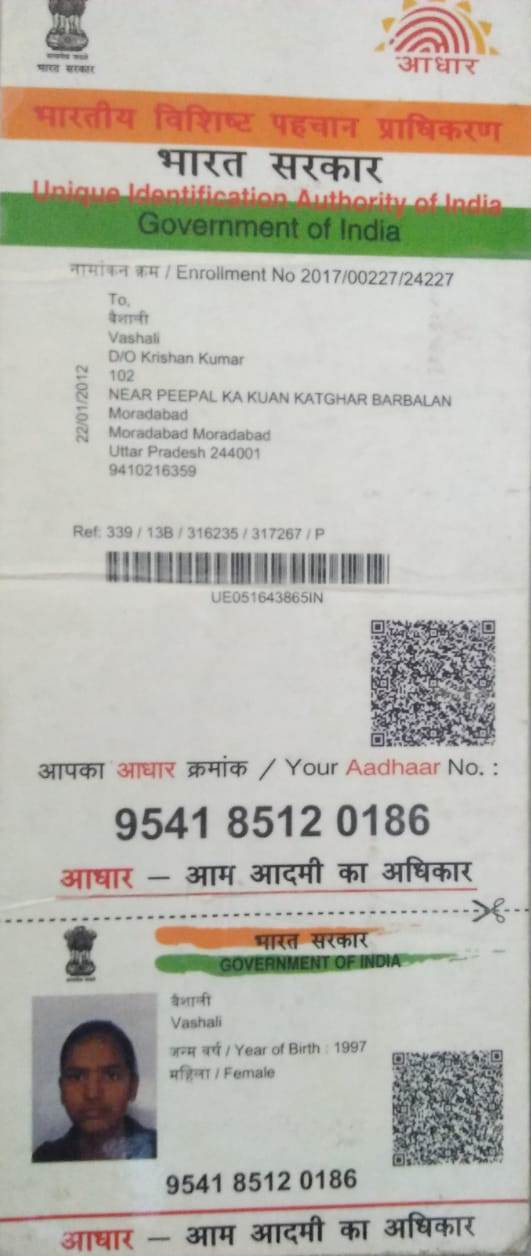 भारत सरकार
आधार
भारतीय विशिष्ट पहचान प्राधिकरण
भारत सरकार
Unique Identification Authority of India
Government of India
नामांकन क्रम / Enrollment No 2017/00227/24227
To,
वैशाली
Vashali
D/O Krishan Kumar
102
NEAR PEEPAL KA KUAN KATGHAR BARBALAN
Moradabad
Moradabad Moradabad
Uttar Pradesh 244001
9410216359
22/01/2012
Ref: 339 / 13B / 316235 / 317267 / P
UE051643865IN
आपका आधार क्रमांक / Your Aadhaar No. :
9541 8512 0186
आधार — आम आदमी का अधिकार
भारत सरकार
GOVERNMENT OF INDIA
वैशाली
Vashali
जन्म वर्ष / Year of Birth : 1997
महिला / Female
9541 8512 0186
आधार — आम आदमी का अधिकार